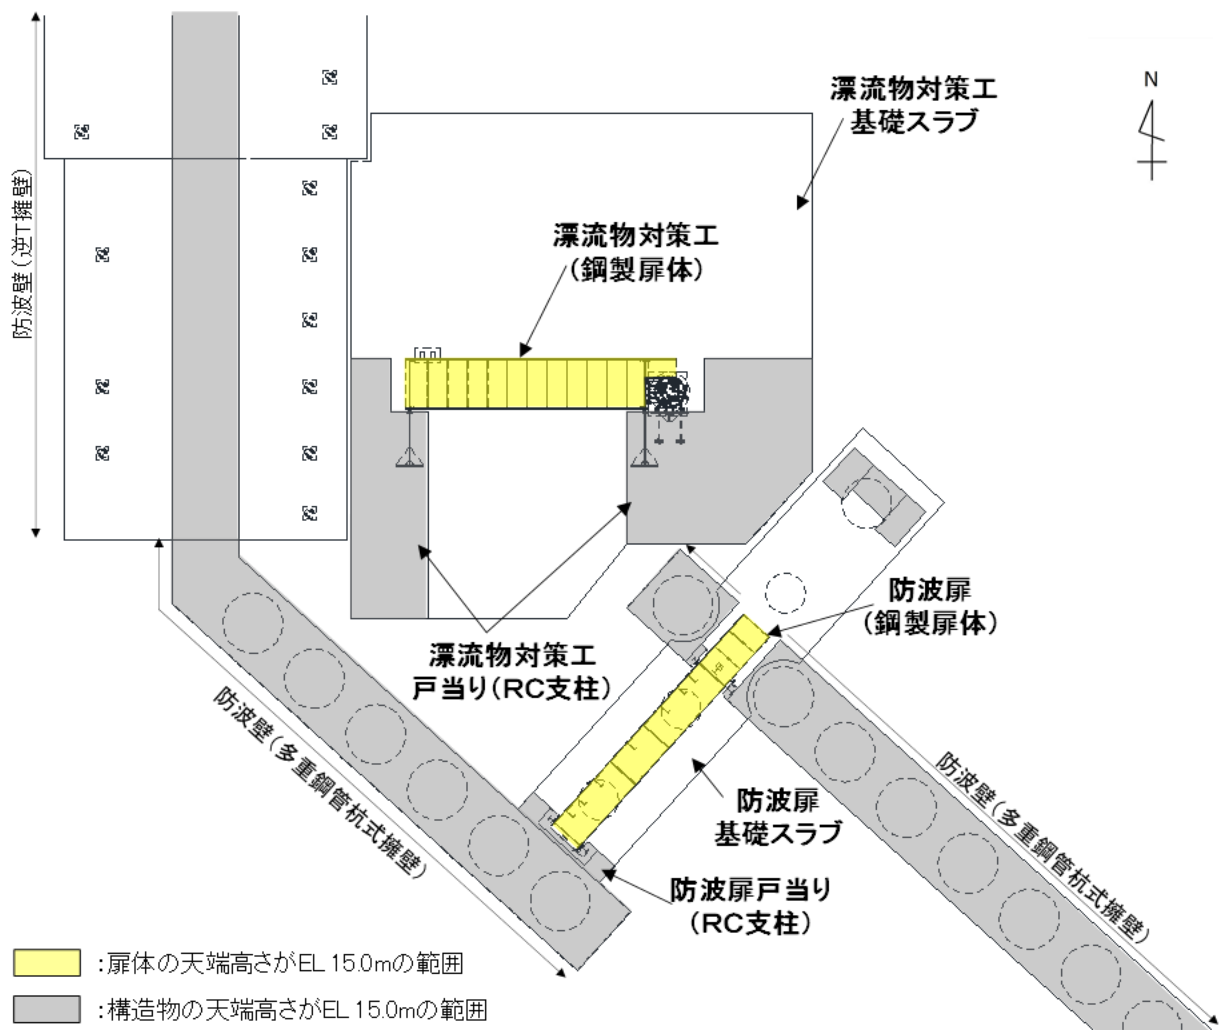 N
漂流物対策工
基礎スラブ
防波壁(逆T擁壁)
漂流物対策工
(鋼製扉体)
防波扉
(鋼製扉体)
漂流物対策工
戸当り(RC支柱)
防波壁(多重鋼管杭式擁壁)
防波壁(多重鋼管杭式擁壁)
防波扉
基礎スラブ
防波扉戸当り
(RC支柱)
:扉体の天端高さがEL 15.0mの範囲
:構造物の天端高さがEL 15.0mの範囲